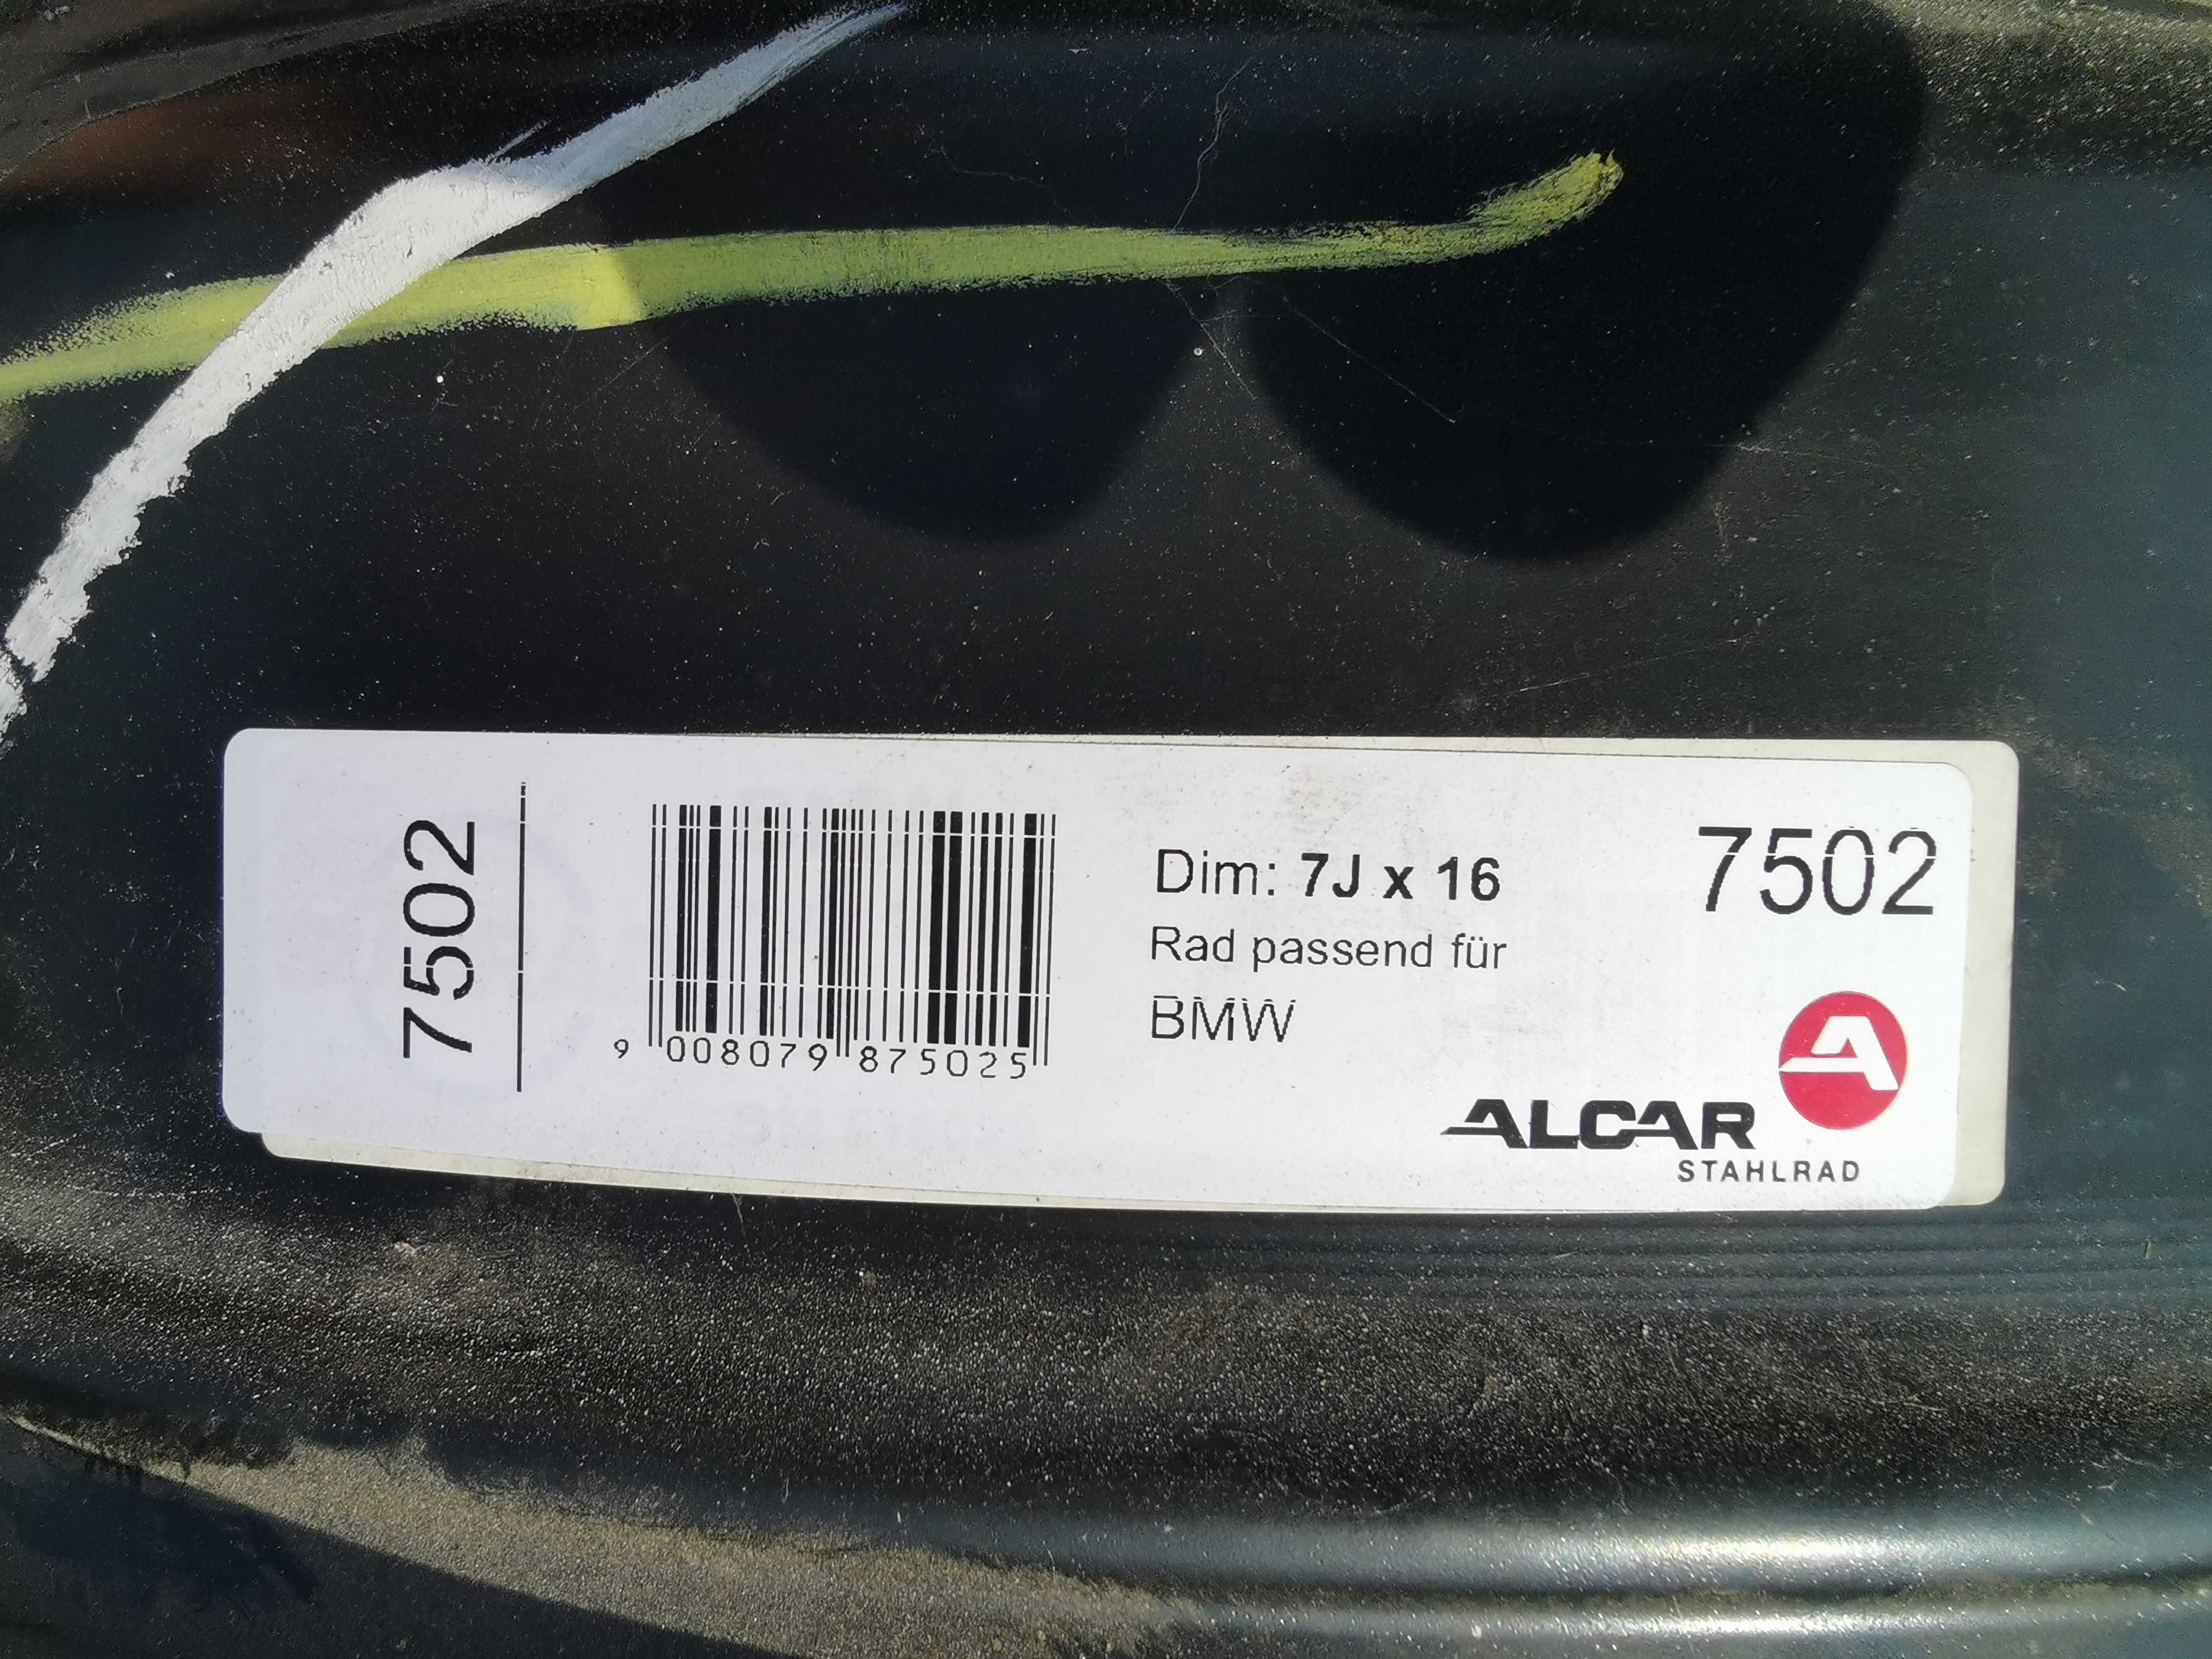 7502
9 008079 875025
Dim: 7J x 16
Rad passend für
BMW
7502
A
ALCAR
STAHLRAD